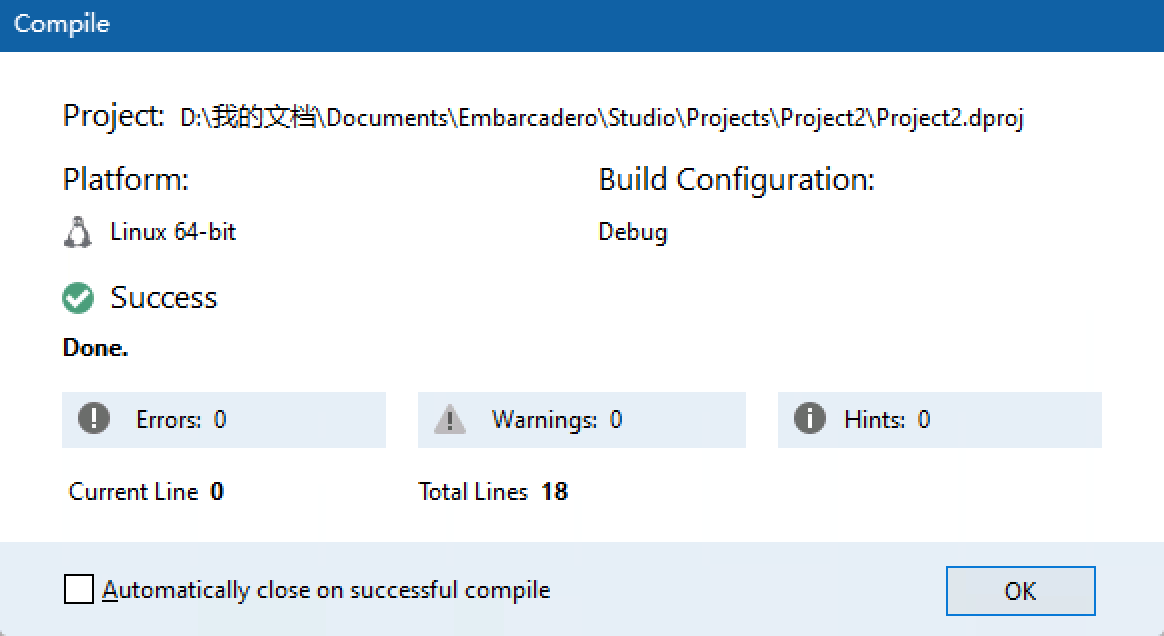 Compile
Project: D:\我的文档\Documents\Embarcadero\Studio\Projects\Project2\Project2.dproj
Platform: Build Configuration:
Linux 64-bit Debug
Success
Done.
Errors: 0 Warnings: 0 Hints: 0
Current Line 0 Total Lines 18
Automatically close on successful compile OK